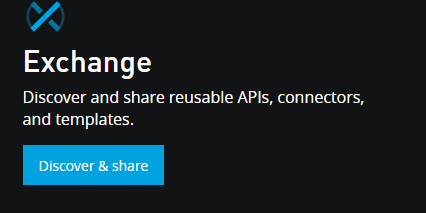 Exchange
Discover and share reusable APIs, connectors,
and templates.
Discover & share